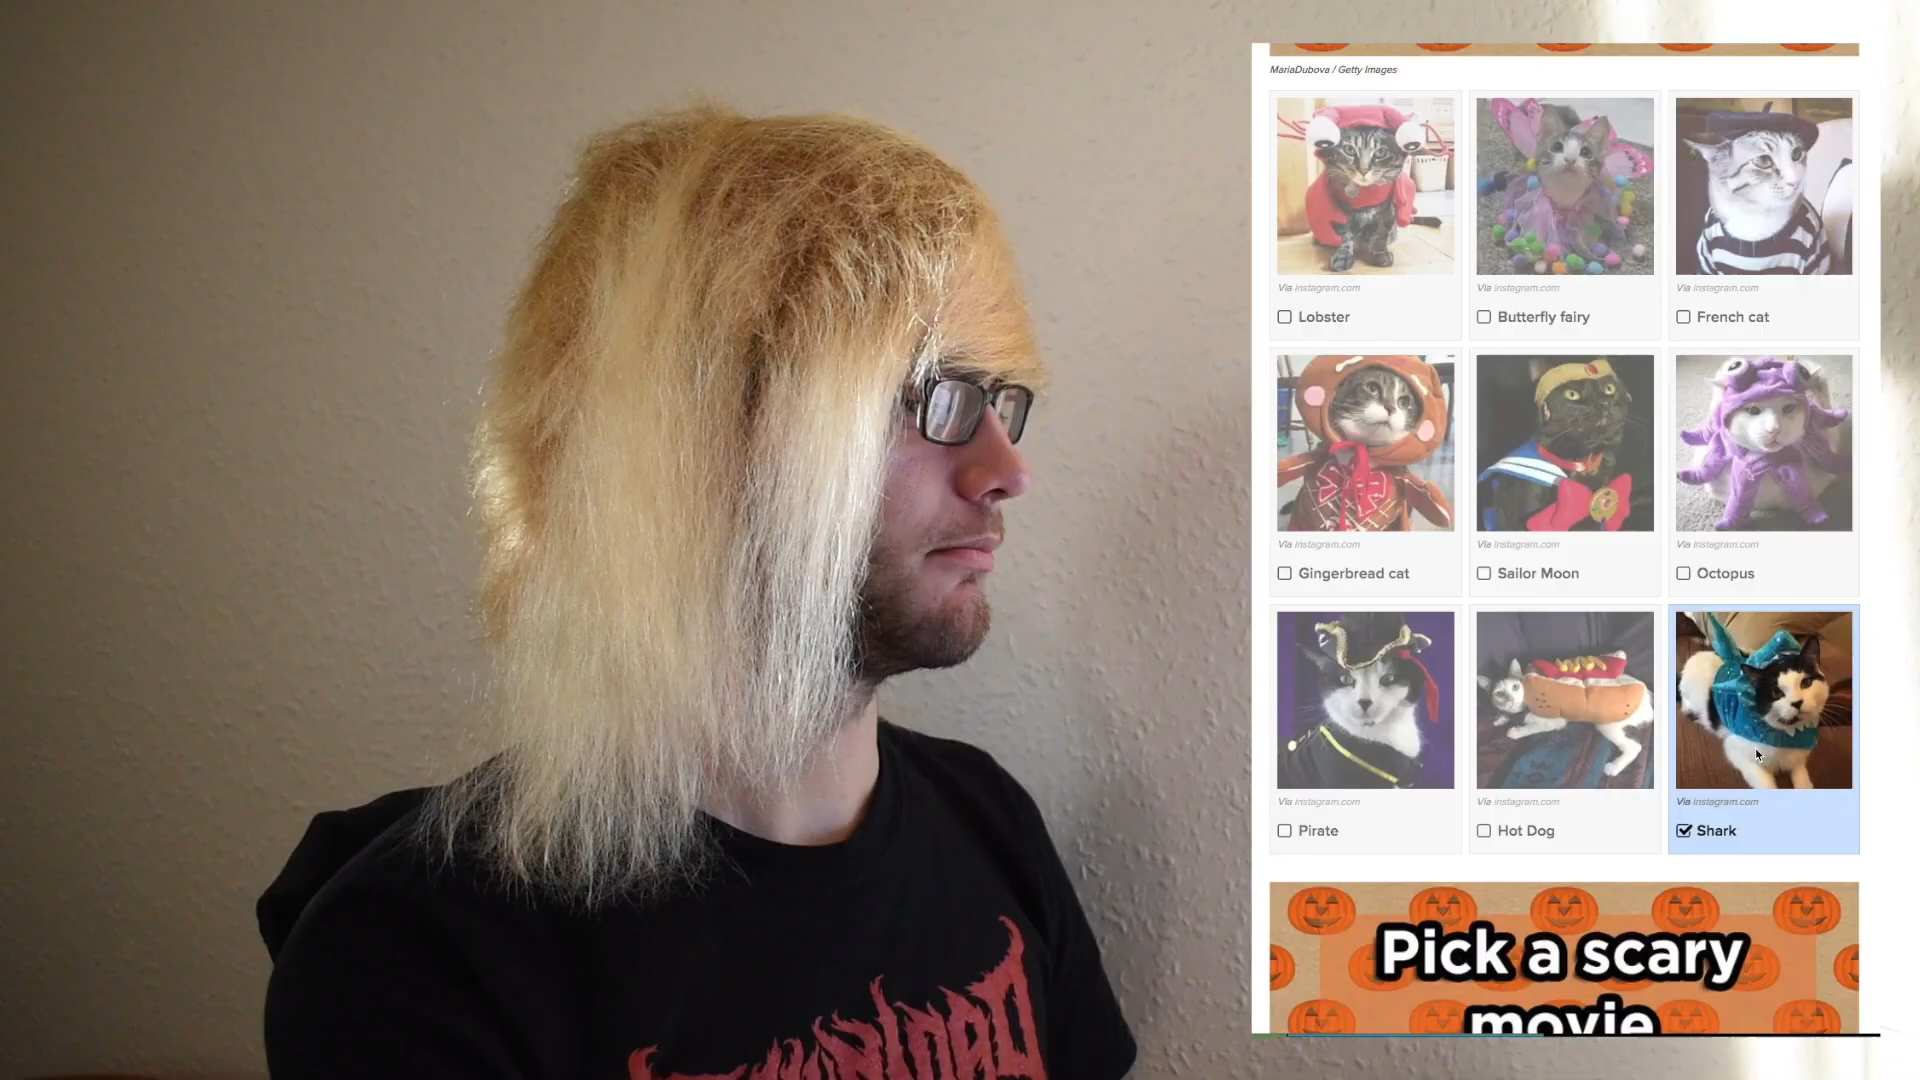 MariaDubova / Getty Images
Via instagram.com
Via instagram.com
Via instagram.com
Lobster
Butterfly fairy
French cat
Via instagram.com
Via instagram.com
Via instagram.com
Gingerbread cat
Sailor Moon
Octopus
Via instagram.com
Via instagram.com
Via instagram.com
Pirate
Hot Dog
Shark
Pick a scary
movie